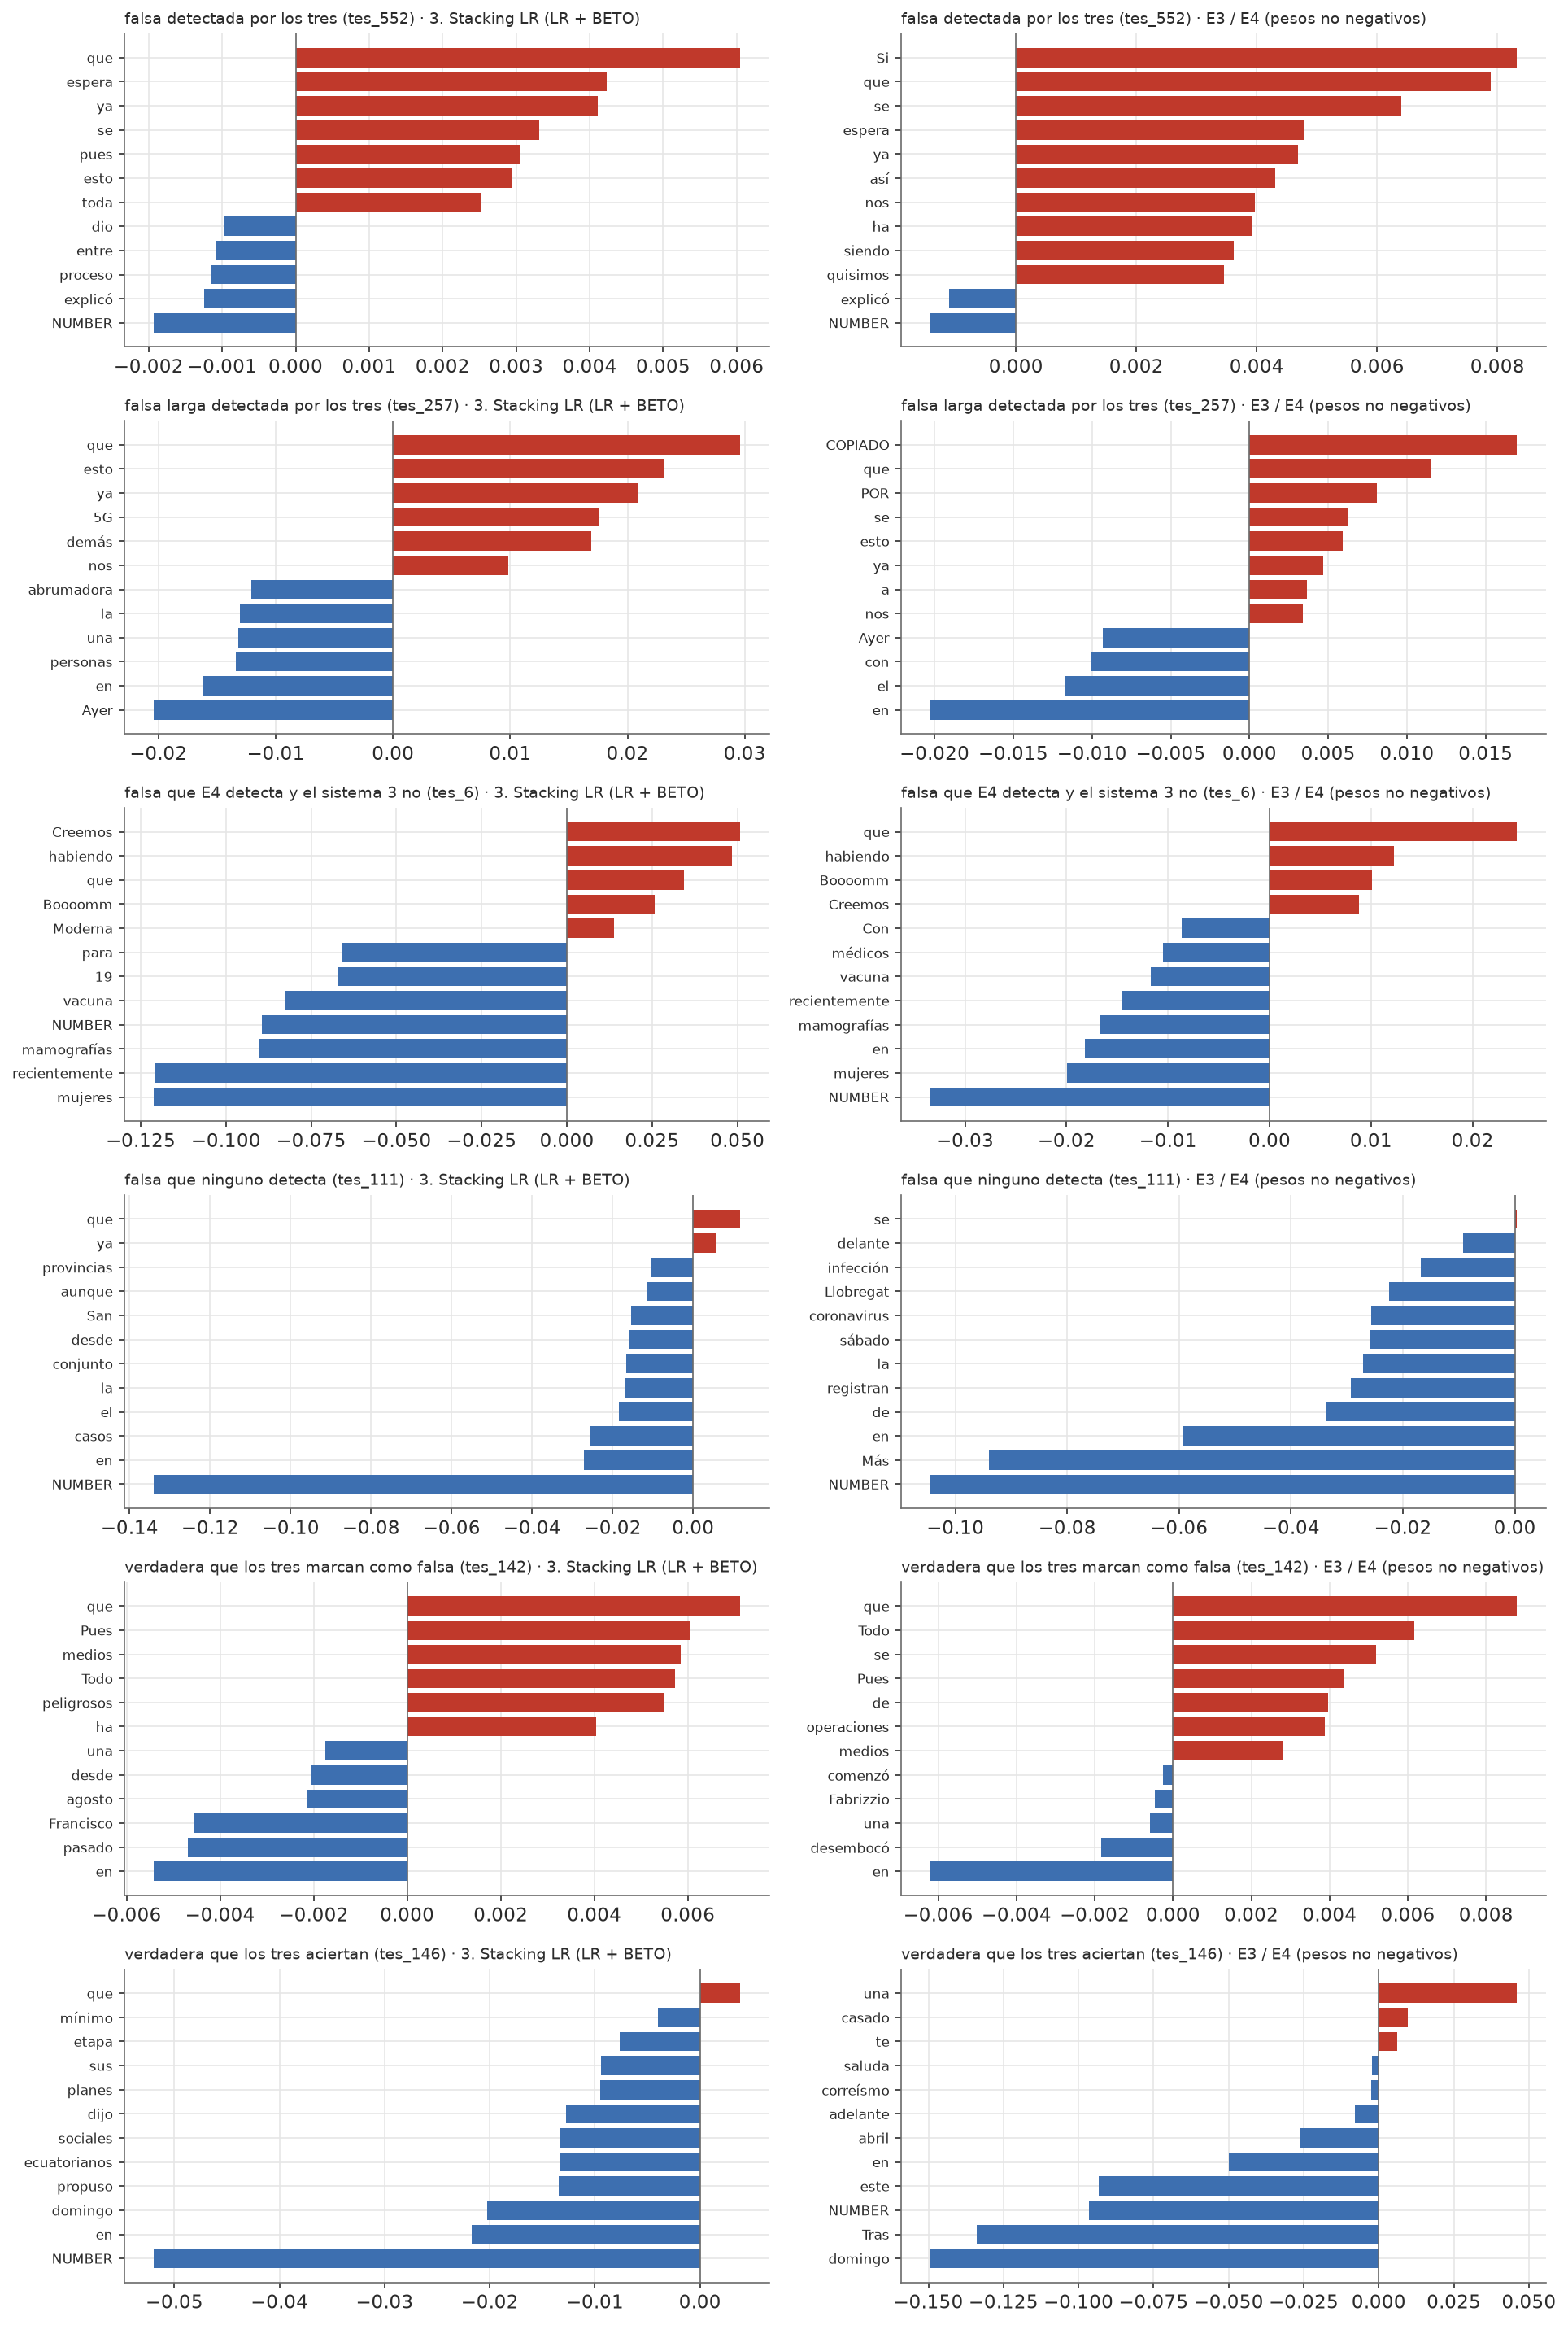 falsa detectada por los tres (tes_552) · 3. Stacking LR (LR + BETO)
que
espera
ya
se
pues
esto
toda
dio
entre
proceso
explicó
NUMBER
−0.002 −0.001 0.000 0.001 0.002 0.003 0.004 0.005 0.006
falsa detectada por los tres (tes_552) · E3 / E4 (pesos no negativos)
Si
que
se
espera
ya
así
nos
ha
siendo
quisimos
explicó
NUMBER
0.000 0.002 0.004 0.006 0.008
falsa larga detectada por los tres (tes_257) · 3. Stacking LR (LR + BETO)
que
esto
ya
5G
demás
nos
abrumadora
la
una
personas
en
Ayer
−0.02 −0.01 0.00 0.01 0.02 0.03
falsa larga detectada por los tres (tes_257) · E3 / E4 (pesos no negativos)
COPIADO
que
POR
se
esto
ya
a
nos
Ayer
con
el
en
−0.020 −0.015 −0.010 −0.005 0.000 0.005 0.010 0.015
falsa que E4 detecta y el sistema 3 no (tes_6) · 3. Stacking LR (LR + BETO)
Creemos
habiendo
que
Boooomm
Moderna
para
19
vacuna
NUMBER
mamografías
recientemente
mujeres
−0.125 −0.100 −0.075 −0.050 −0.025 0.000 0.025 0.050
falsa que E4 detecta y el sistema 3 no (tes_6) · E3 / E4 (pesos no negativos)
que
habiendo
Boooomm
Creemos
Con
médicos
vacuna
recientemente
mamografías
en
mujeres
NUMBER
−0.03 −0.02 −0.01 0.00 0.01 0.02
falsa que ninguno detecta (tes_111) · 3. Stacking LR (LR + BETO)
que
ya
provincias
aunque
San
desde
conjunto
la
el
casos
en
NUMBER
−0.14 −0.12 −0.10 −0.08 −0.06 −0.04 −0.02 0.00
falsa que ninguno detecta (tes_111) · E3 / E4 (pesos no negativos)
se
delante
infección
Llobregat
coronavirus
sábado
la
registran
de
en
Más
NUMBER
−0.10 −0.08 −0.06 −0.04 −0.02 0.00
verdadera que los tres marcan como falsa (tes_142) · 3. Stacking LR (LR + BETO)
que
Pues
medios
Todo
peligrosos
ha
una
desde
agosto
Francisco
pasado
en
−0.006 −0.004 −0.002 0.000 0.002 0.004 0.006
verdadera que los tres marcan como falsa (tes_142) · E3 / E4 (pesos no negativos)
que
Todo
se
Pues
de
operaciones
medios
comenzó
Fabrizzio
una
desembocó
en
−0.006 −0.004 −0.002 0.000 0.002 0.004 0.006 0.008
verdadera que los tres aciertan (tes_146) · 3. Stacking LR (LR + BETO)
que
mínimo
etapa
sus
planes
dijo
sociales
ecuatorianos
propuso
domingo
en
NUMBER
−0.05 −0.04 −0.03 −0.02 −0.01 0.00
verdadera que los tres aciertan (tes_146) · E3 / E4 (pesos no negativos)
una
casado
te
saluda
correísmo
adelante
abril
en
este
NUMBER
Tras
domingo
−0.150 −0.125 −0.100 −0.075 −0.050 −0.025 0.000 0.025 0.050